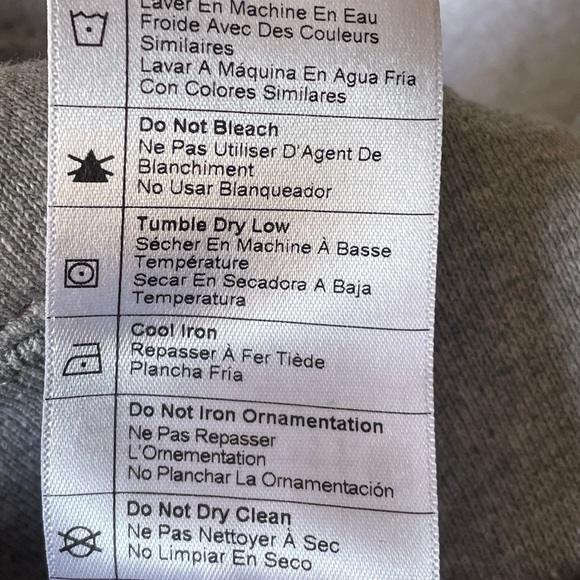 Laver En Machine En Eau
Froide Avec Des Couleurs
Similaires
Lavar A Máquina En Agua Fría
Con Colores Similares
Do Not Bleach
Ne Pas Utiliser D'Agent De
Blanchiment
No Usar Blanqueador
Tumble Dry Low
Sécher En Machine À Basse
Température
Secar En Secadora A Baja
Temperatura
Cool Iron
Repasser À Fer Tiède
Plancha Fría
Do Not Iron Ornamentation
Ne Pas Repasser
L'Ornementation
No Planchar La Ornamentación
Do Not Dry Clean
Ne Pas Nettoyer À Sec
No Limpiar En Seco